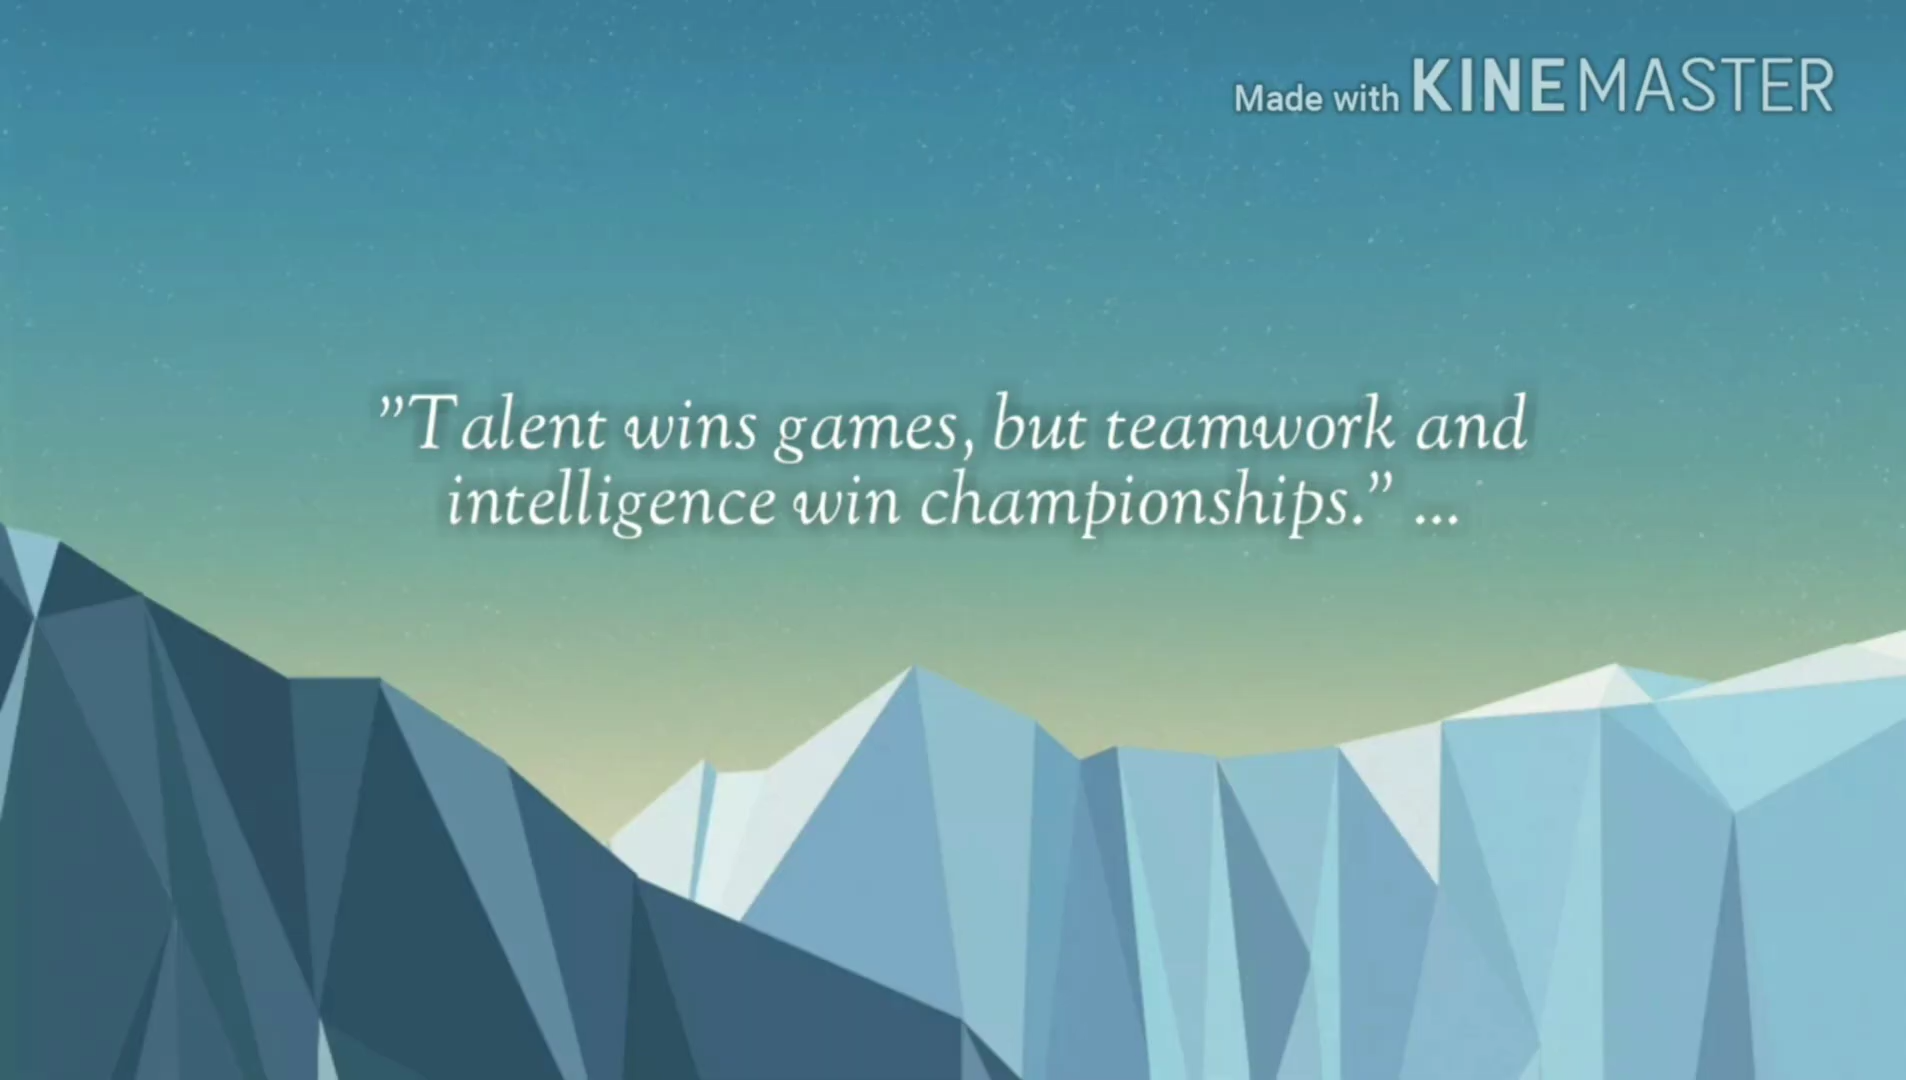 Made with KINEMASTER
”Talent wins games, but teamwork and
intelligence win championships.” ...